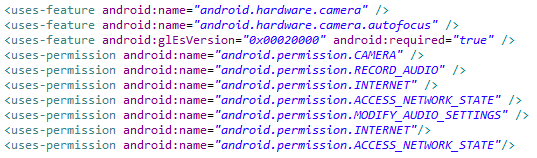 <uses-feature android:name="android.hardware.camera" />
<uses-feature android:name="android.hardware.camera.autofocus" />
<uses-feature android:glEsVersion="0x00020000" android:required="true" />
<uses-permission android:name="android.permission.CAMERA" />
<uses-permission android:name="android.permission.RECORD_AUDIO" />
<uses-permission android:name="android.permission.INTERNET" />
<uses-permission android:name="android.permission.ACCESS_NETWORK_STATE" />
<uses-permission android:name="android.permission.MODIFY_AUDIO_SETTINGS" />
<uses-permission android:name="android.permission.INTERNET"/>
<uses-permission android:name="android.permission.ACCESS_NETWORK_STATE"/>